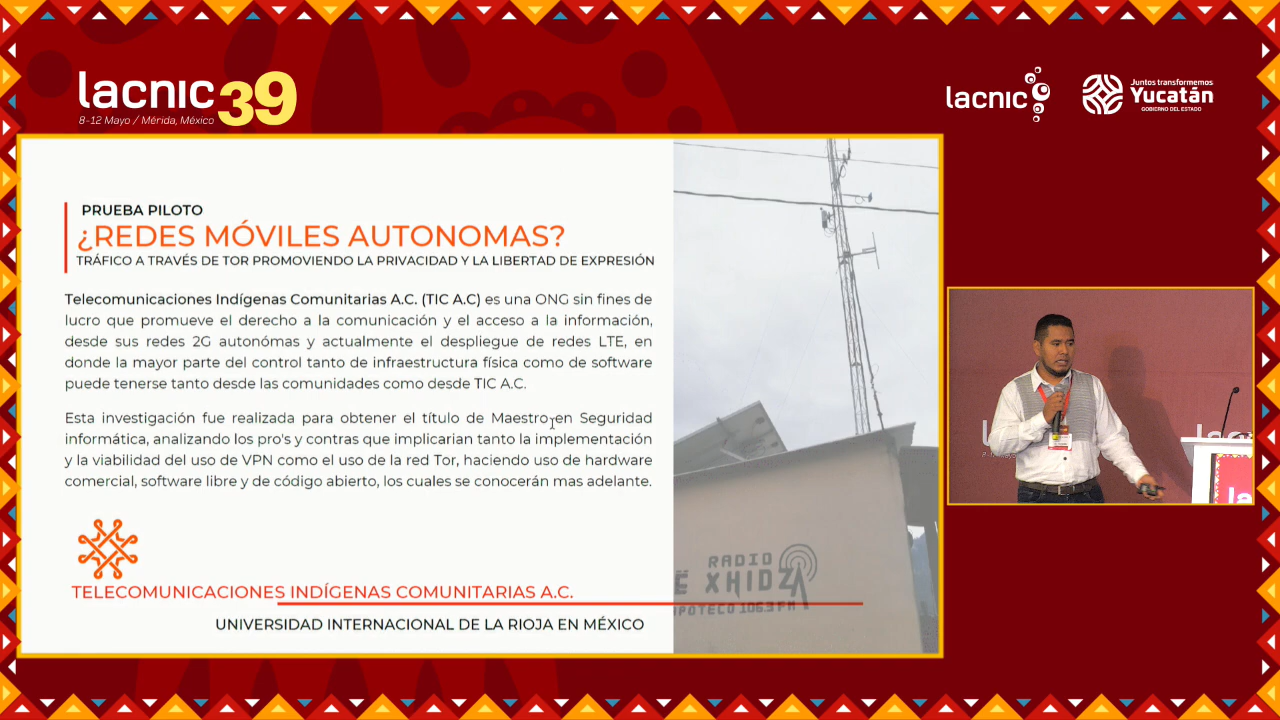 lacnic 39
8-12 Mayo / Mérida, México
lacnic
Juntos transformemos
Yucatán
GOBIERNO DEL ESTADO
PRUEBA PILOTO
¿REDES MÓVILES AUTONOMAS?
TRÁFICO A TRAVÉS DE TOR PROMOVIENDO LA PRIVACIDAD Y LA LIBERTAD DE EXPRESIÓN
Telecomunicaciones Indígenas Comunitarias A.C. (TIC A.C) es una ONG sin fines de
lucro que promueve el derecho a la comunicación y el acceso a la información,
desde sus redes 2G autonómas y actualmente el despliegue de redes LTE, en
donde la mayor parte del control tanto de infraestructura física como de software
puede tenerse tanto desde las comunidades como desde TIC A.C.
Esta investigación fue realizada para obtener el título de Maestro en Seguridad
informática, analizando los pro's y contras que implicarian tanto la implementación
y la viabilidad del uso de VPN como el uso de la red Tor, haciendo uso de hardware
comercial, software libre y de código abierto, los cuales se conocerán mas adelante.
TELECOMUNICACIONES INDÍGENAS COMUNITARIAS A.C.
UNIVERSIDAD INTERNACIONAL DE LA RIOJA EN MÉXICO
RADIO
XHIDZA
106.3 FM